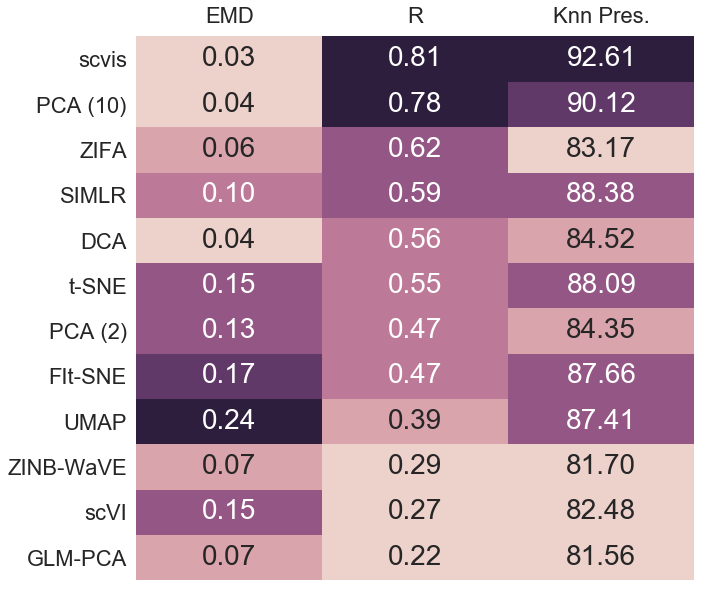 EMD R Knn Pres.
scvis 0.03 0.81 92.61
PCA (10) 0.04 0.78 90.12
ZIFA 0.06 0.62 83.17
SIMLR 0.10 0.59 88.38
DCA 0.04 0.56 84.52
t-SNE 0.15 0.55 88.09
PCA (2) 0.13 0.47 84.35
FIt-SNE 0.17 0.47 87.66
UMAP 0.24 0.39 87.41
ZINB-WaVE 0.07 0.29 81.70
scVI 0.15 0.27 82.48
GLM-PCA 0.07 0.22 81.56